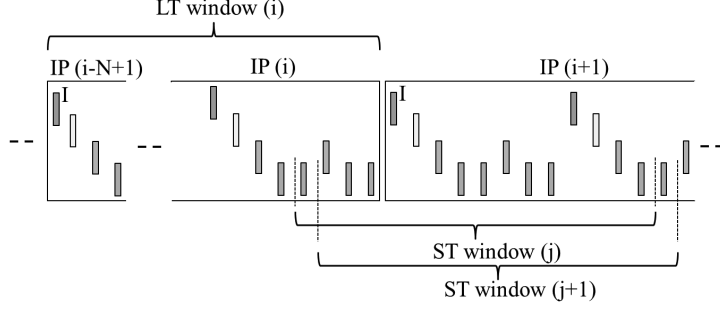 LT window (i)
IP (i-N+1)
IP (i)
IP (i+1)
I
I
ST window (j)
ST window (j+1)